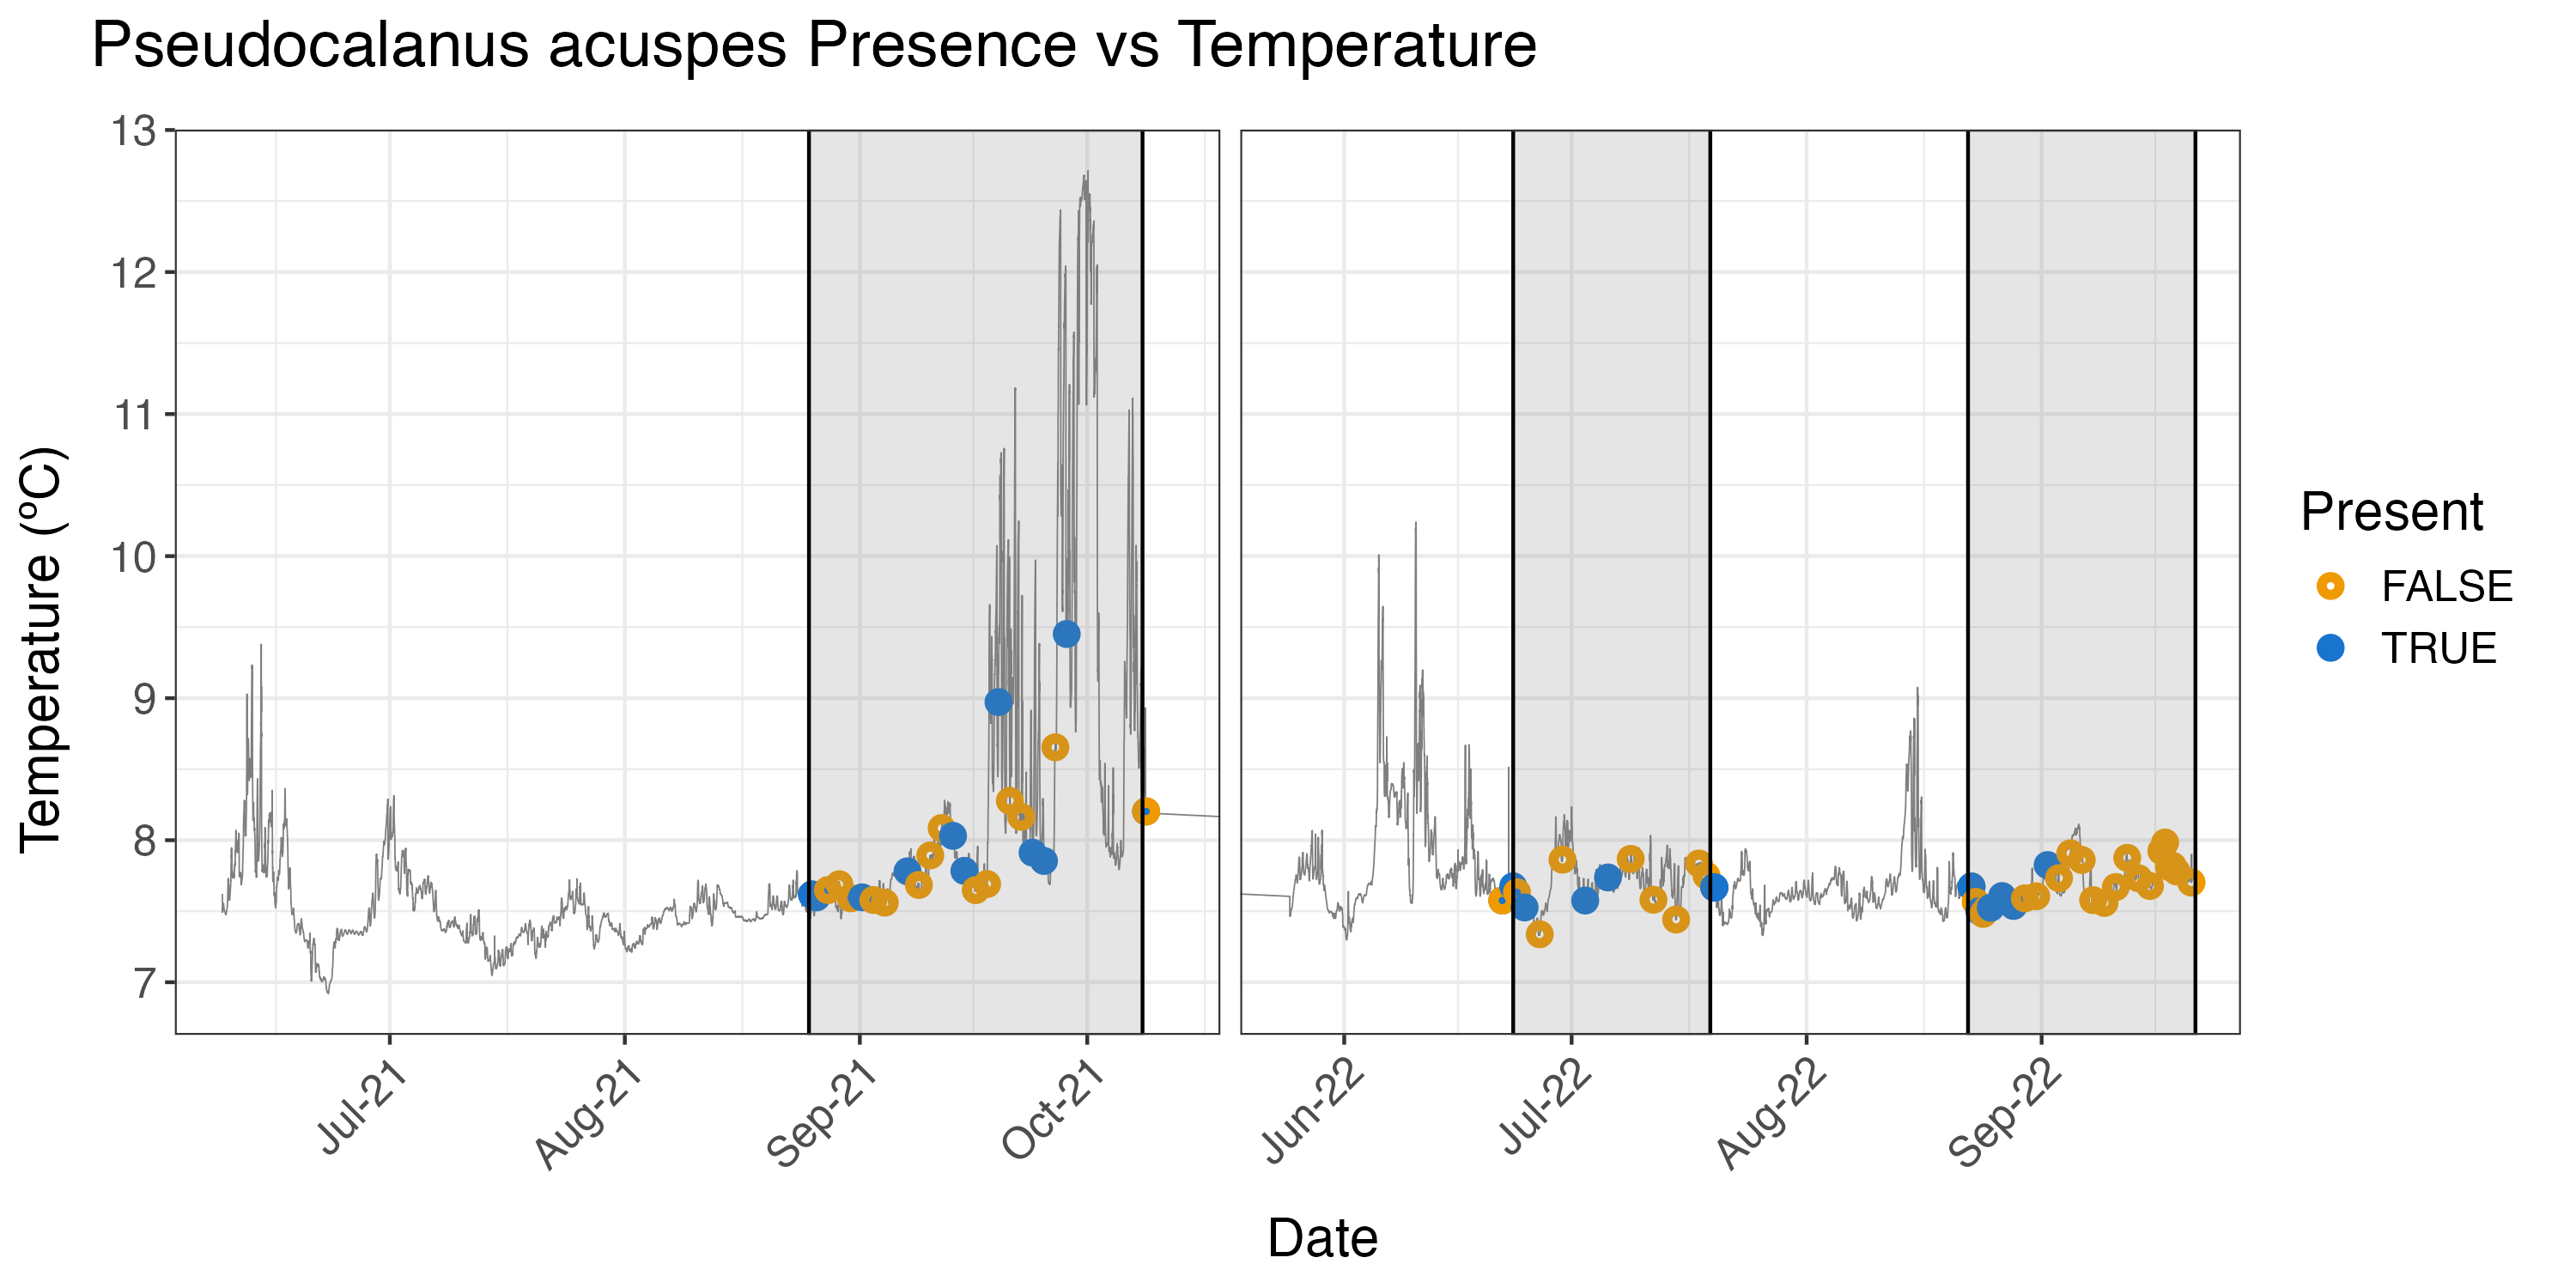 Pseudocalanus acuspes Presence vs Temperature
13
12
11
10
9
8
7
Temperature (ºC)
Jul-21
Aug-21
Sep-21
Oct-21
Jun-22
Jul-22
Aug-22
Sep-22
Date
Present
FALSE
TRUE